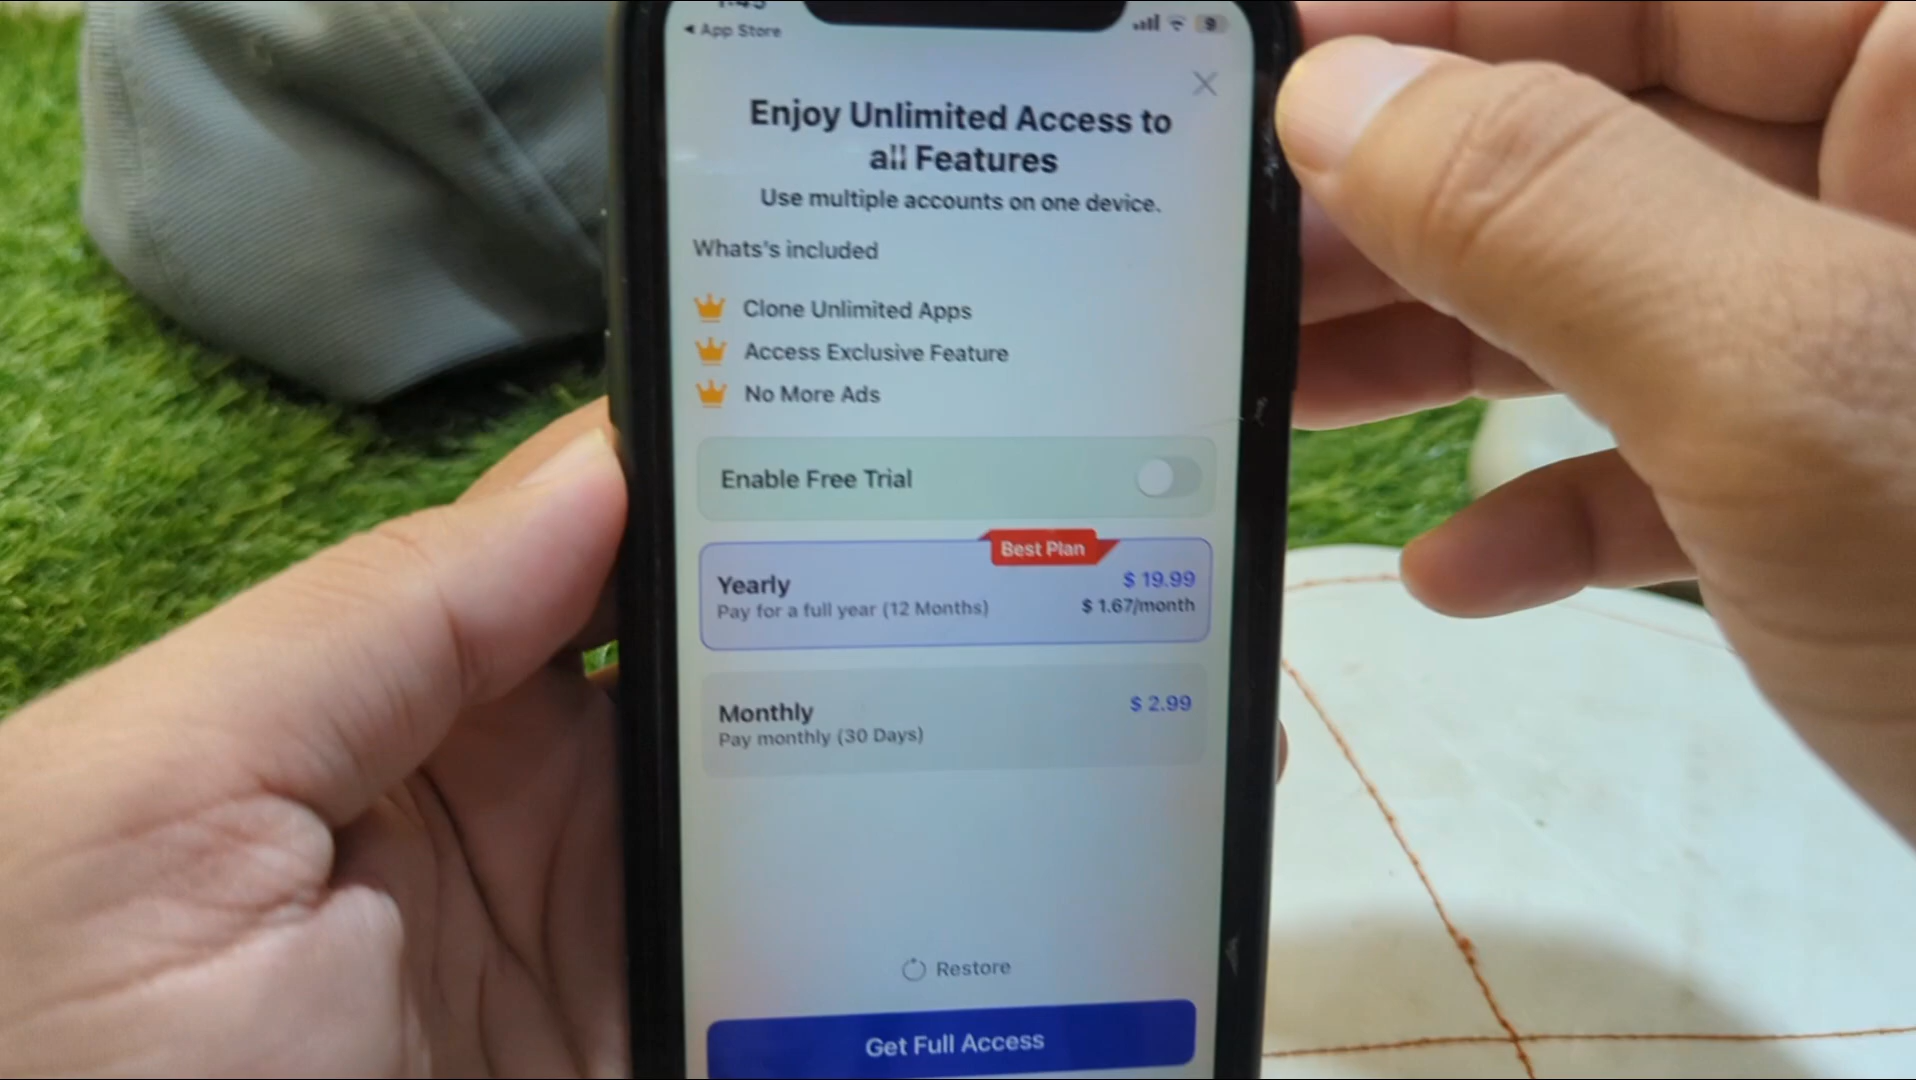 App Store
9
Enjoy Unlimited Access to
all Features
Use multiple accounts on one device.
Whats's included
Clone Unlimited Apps
Access Exclusive Feature
No More Ads
Enable Free Trial
Best Plan
Yearly
$ 19.99
Pay for a full year (12 Months)
$ 1.67/month
Monthly
$ 2.99
Pay monthly (30 Days)
Restore
Get Full Access